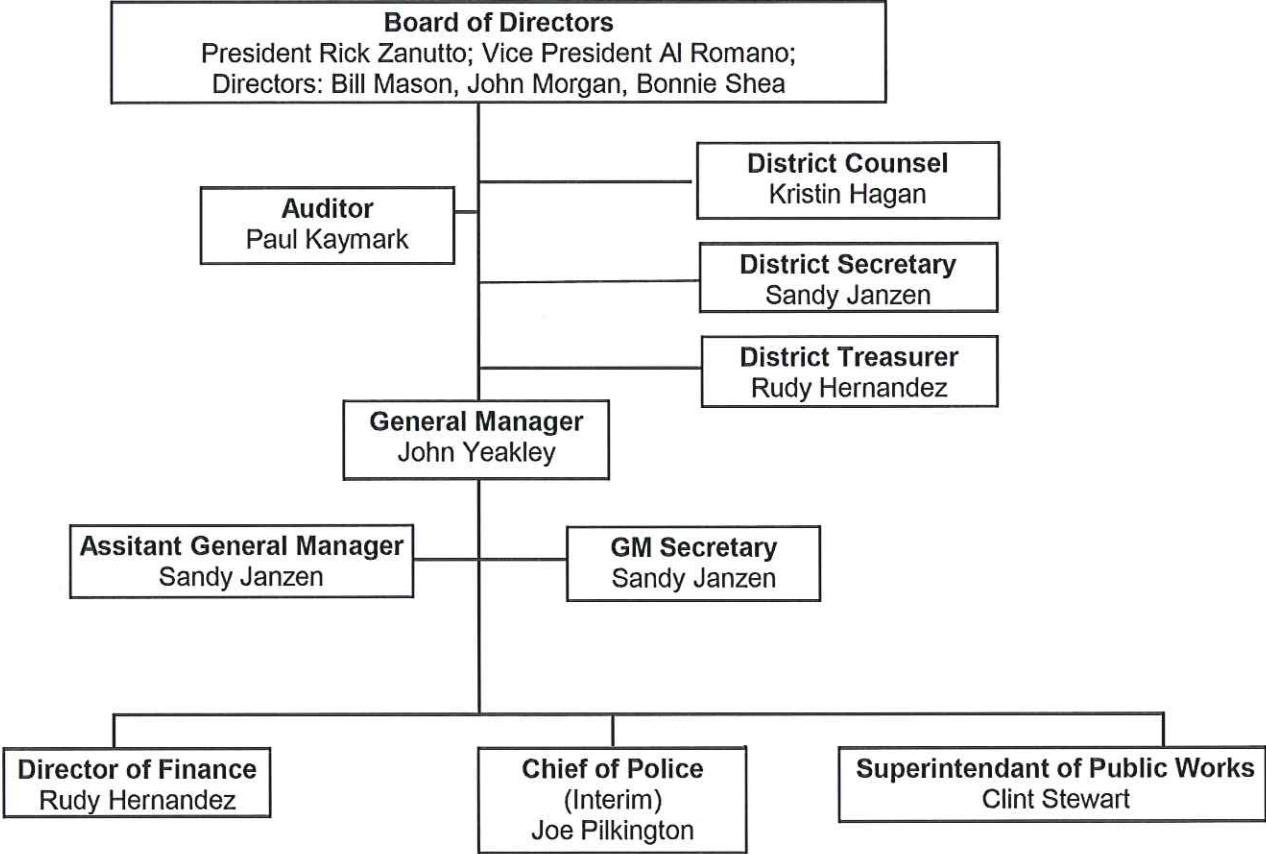 Board of Directors
President Rick Zanutto; Vice President Al Romano;
Directors: Bill Mason, John Morgan, Bonnie Shea
District Counsel
Kristin Hagan
Auditor
Paul Kaymark
District Secretary
Sandy Janzen
District Treasurer
Rudy Hernandez
General Manager
John Yeakley
Assitant General Manager
Sandy Janzen
GM Secretary
Sandy Janzen
Director of Finance
Rudy Hernandez
Chief of Police
(Interim)
Joe Pilkington
Superintendant of Public Works
Clint Stewart